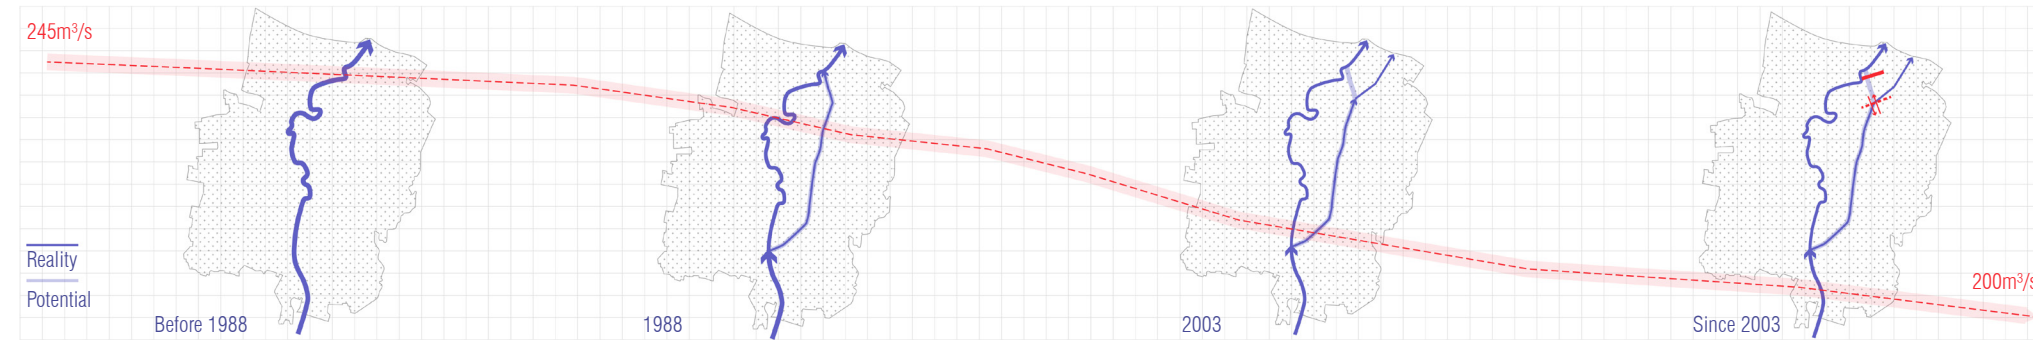 245m³/s
Reality
Potential
Before 1988
1988
2003
Since 2003
200m³/s